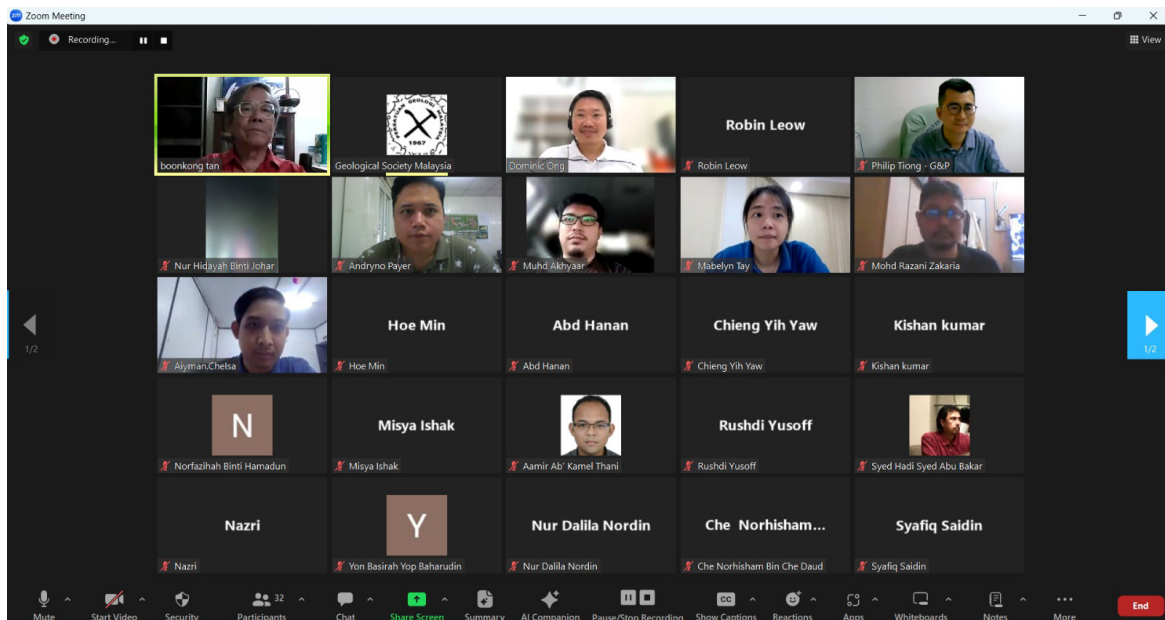 Zoom Meeting
Recording...
View
boonkong tan
PERSATUAN GEOLOGI MALAYSIA
1967
Geological Society Malaysia
Dominic Ong
Robin Leow
Robin Leow
Philip Tiong - G&P
Nur Hidayah Binti Johar
Andryno Payer
Muhd Akhyaar
Mabelyn Tay
Mohd Razani Zakaria
Aiyman.Chelsa
Hoe Min
Hoe Min
Abd Hanan
Abd Hanan
Chieng Yih Yaw
Chieng Yih Yaw
Kishan kumar
Kishan kumar
1/2
1/2
N
Norfazihah Binti Hamadun
Misya Ishak
Misya Ishak
Aamir Ab' Kamel Thani
Rushdi Yusoff
Rushdi Yusoff
Syed Hadi Syed Abu Bakar
Nazri
Nazri
Y
Yon Basirah Yop Baharudin
Nur Dalila Nordin
Nur Dalila Nordin
Che Norhisham...
Che Norhisham Bin Che Daud
Syafiq Saidin
Syafiq Saidin
Mute
Start Video
Security
32
Participants
Chat
Share Screen
Summary
AI Companion
Pause/Stop Recording
CC
Show Captions
Reactions
Apps
Whiteboards
Notes
More
End